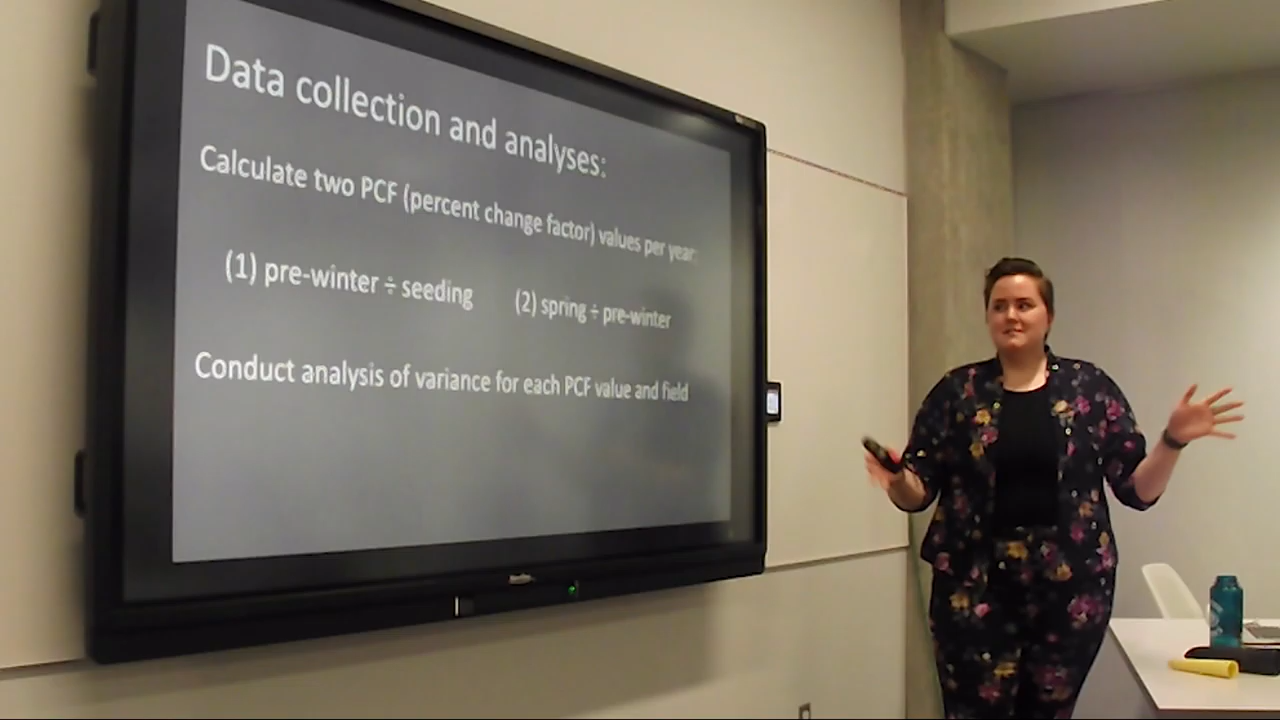 Data collection and analyses:
Calculate two PCF (percent change factor) values per year:
(1) pre-winter ÷ seeding (2) spring ÷ pre-winter
Conduct analysis of variance for each PCF value and field